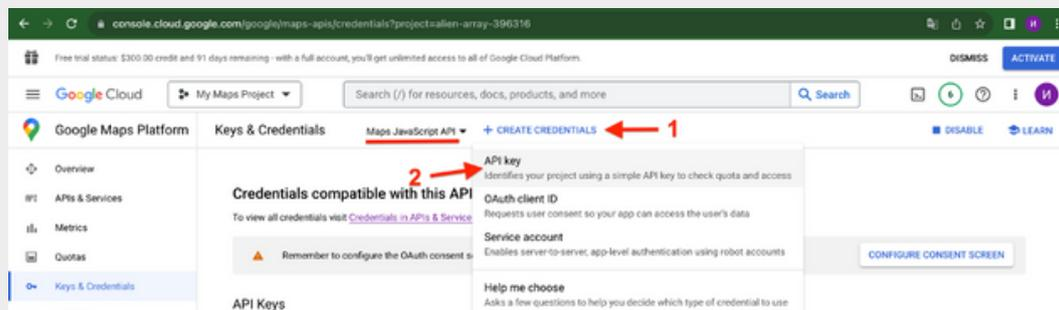 console.cloud.google.com/google/maps-apis/credentials?project=alien-array-396316
Free trial status: $300.00 credit and 91 days remaining - with a full account, you'll get unlimited access to all of Google Cloud Platform.
DISMISS
ACTIVATE
Google Cloud
My Maps Project
Search (/) for resources, docs, products, and more
Search
6
И
Google Maps Platform
Keys & Credentials
Maps JavaScript API
+ CREATE CREDENTIALS
1
DISABLE
LEARN
Overview
APIs & Services
Metrics
Quotas
Keys & Credentials
2
API key
Identifies your project using a simple API key to check quota and access
OAuth client ID
Requests user consent so your app can access the user's data
Service account
Enables server-to-server, app-level authentication using robot accounts
Help me choose
Asks a few questions to help you decide which type of credential to use
Credentials compatible with this API
To view all credentials visit Credentials in APIs & Service
Remember to configure the OAuth consent s
CONFIGURE CONSENT SCREEN
API Keys